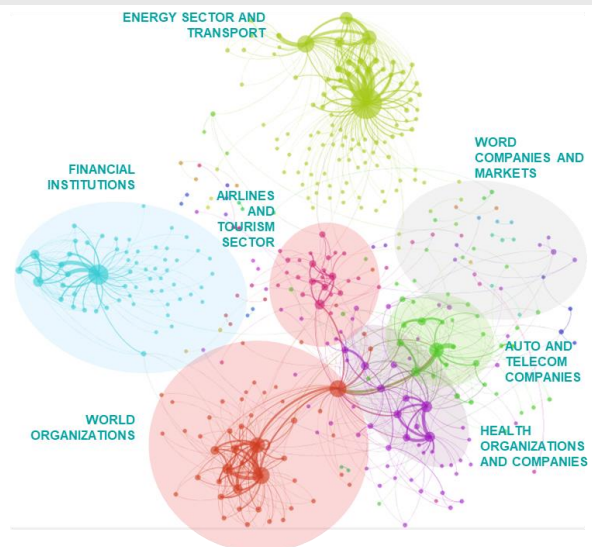 ENERGY SECTOR AND
TRANSPORT
WORD
COMPANIES AND
MARKETS
FINANCIAL
INSTITUTIONS
AIRLINES
AND
TOURISM
SECTOR
AUTO AND
TELECOM
COMPANIES
WORLD
ORGANIZATIONS
HEALTH
ORGANIZATIONS
AND COMPANIES